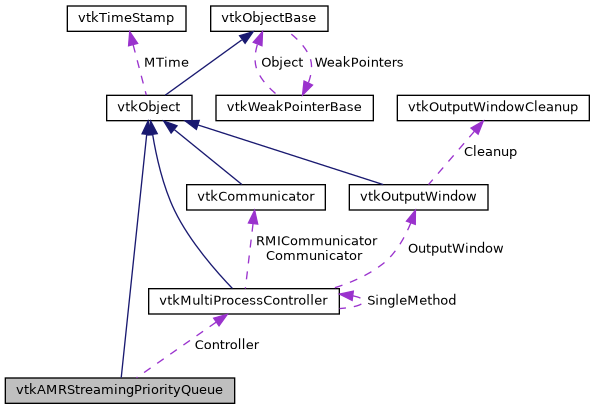 vtkTimeStamp
vtkObjectBase
MTime
Object
WeakPointers
vtkObject
vtkWeakPointerBase
vtkOutputWindowCleanup
Cleanup
vtkCommunicator
vtkOutputWindow
RMICommunicator
Communicator
OutputWindow
vtkMultiProcessController
SingleMethod
Controller
vtkAMRStreamingPriorityQueue